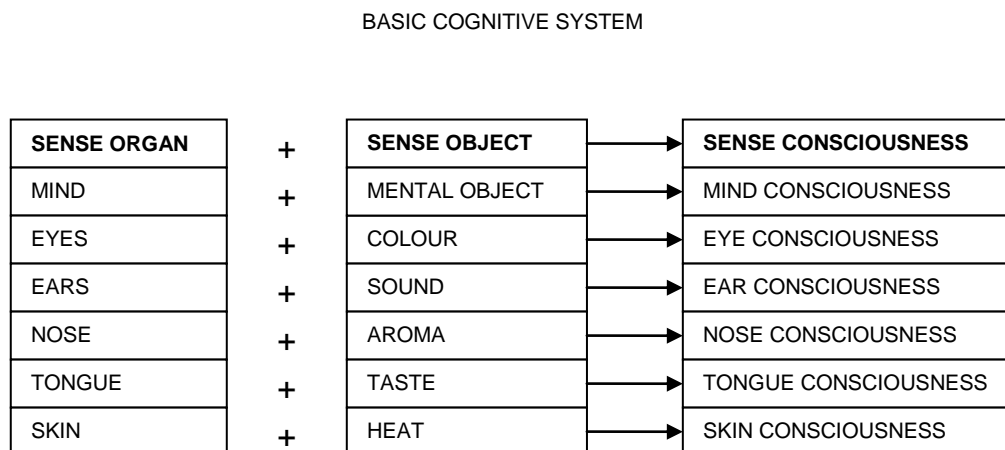 BASIC COGNITIVE SYSTEM
SENSE ORGAN + SENSE OBJECT SENSE CONSCIOUSNESS
MIND + MENTAL OBJECT MIND CONSCIOUSNESS
EYES + COLOUR EYE CONSCIOUSNESS
EARS + SOUND EAR CONSCIOUSNESS
NOSE + AROMA NOSE CONSCIOUSNESS
TONGUE + TASTE TONGUE CONSCIOUSNESS
SKIN + HEAT SKIN CONSCIOUSNESS